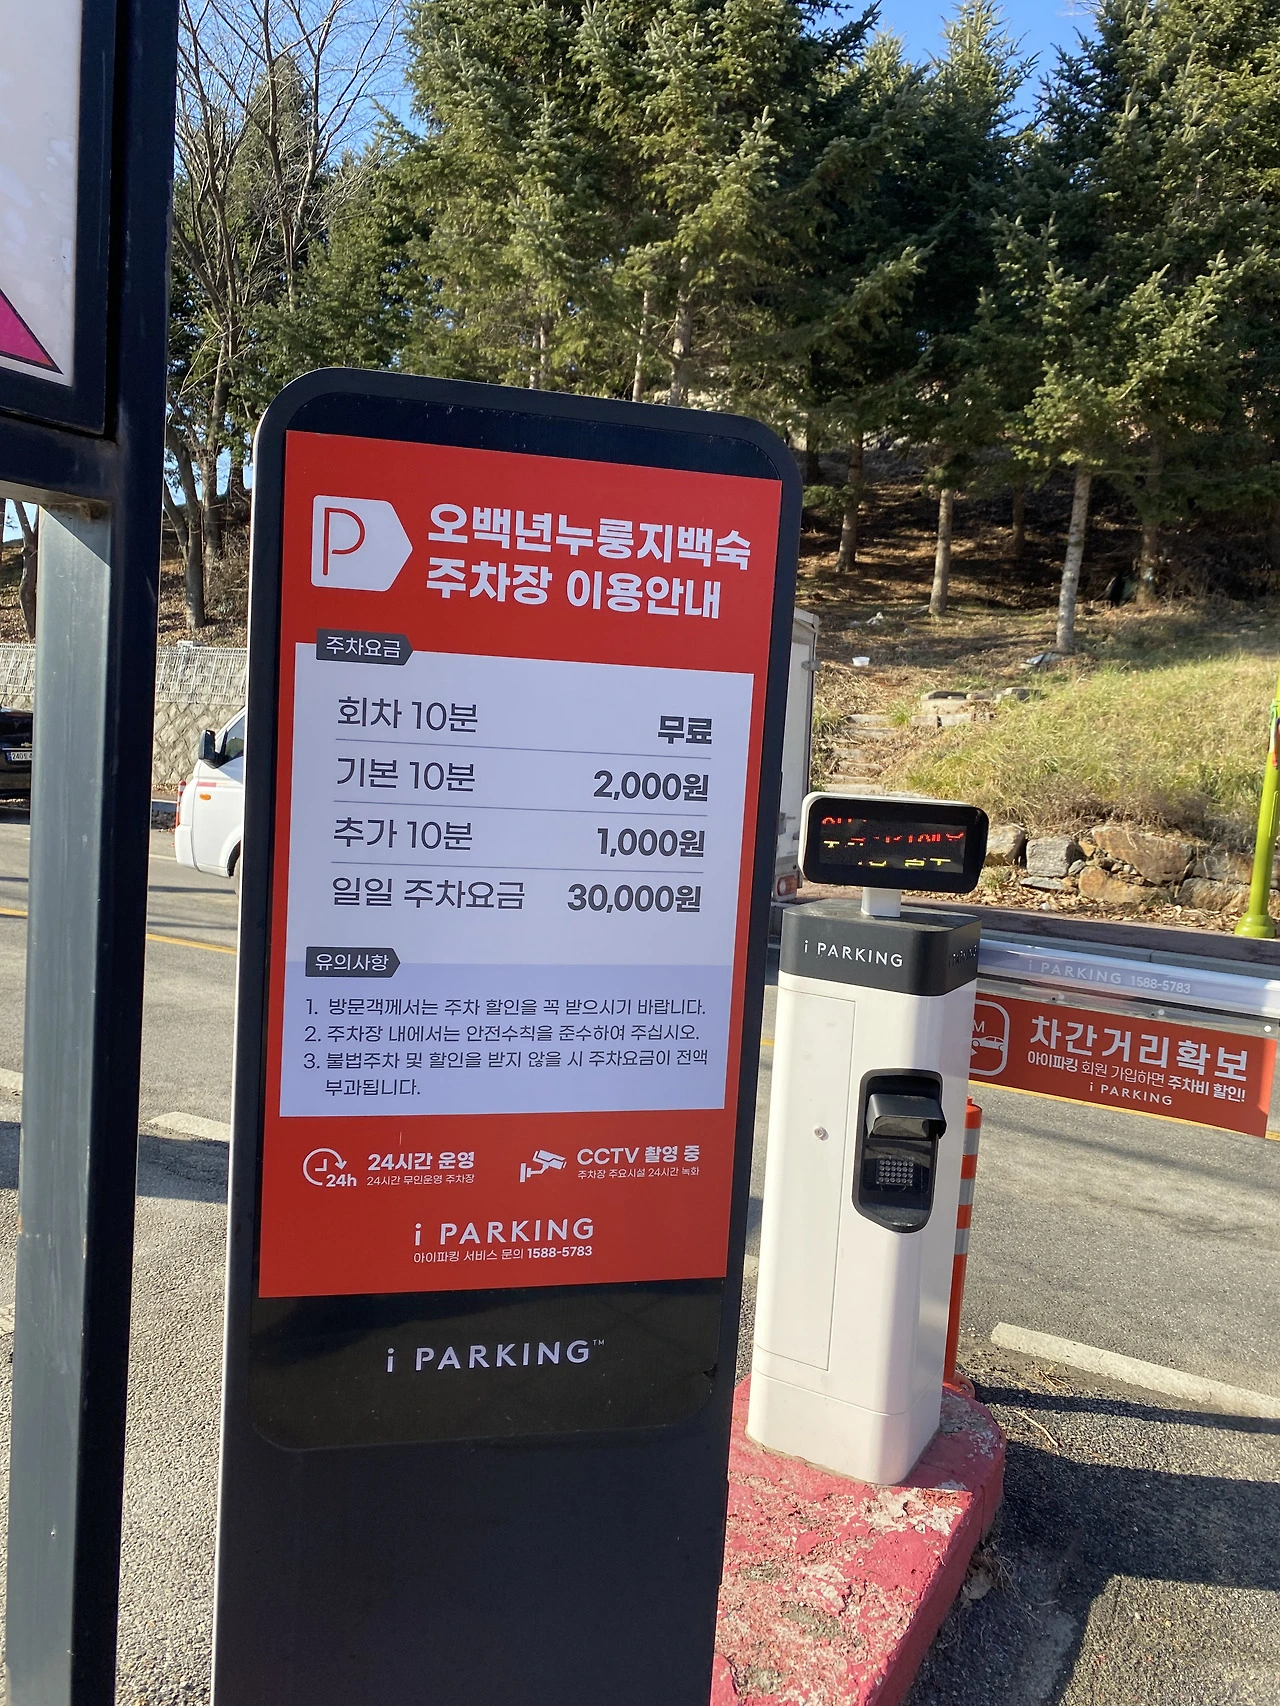 오백년누룽지백숙
주차장 이용안내
주차요금
회차 10분 무료
기본 10분 2,000원
추가 10분 1,000원
일일 주차요금 30,000원
유의사항
1. 방문객께서는 주차 할인을 꼭 받으시기 바랍니다.
2. 주차장 내에서는 안전수칙을 준수하여 주십시오.
3. 불법주차 및 할인을 받지 않을 시 주차요금이 전액
부과됩니다.
24h
24시간 운영
24시간 무인운영 주차장
CCTV 촬영 중
주차장 주요시설 24시간 녹화
i PARKING
아이파킹 서비스 문의 1588-5783
i PARKING™
i PARKING
i PARKING 1588-5783
차간거리확보
아이파킹 회원 가입하면 주차비 할인!
i PARKING